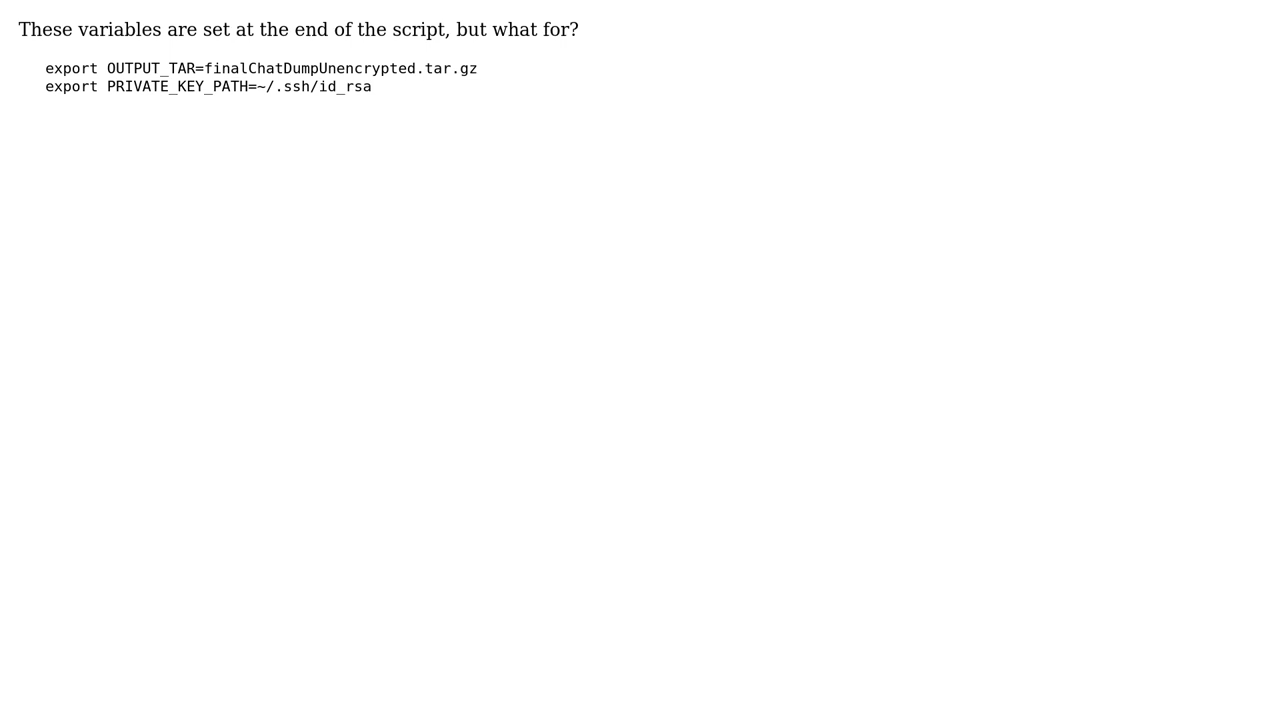 These variables are set at the end of the script, but what for?
export OUTPUT_TAR=finalChatDumpUnencrypted.tar.gz
export PRIVATE_KEY_PATH=~/.ssh/id_rsa